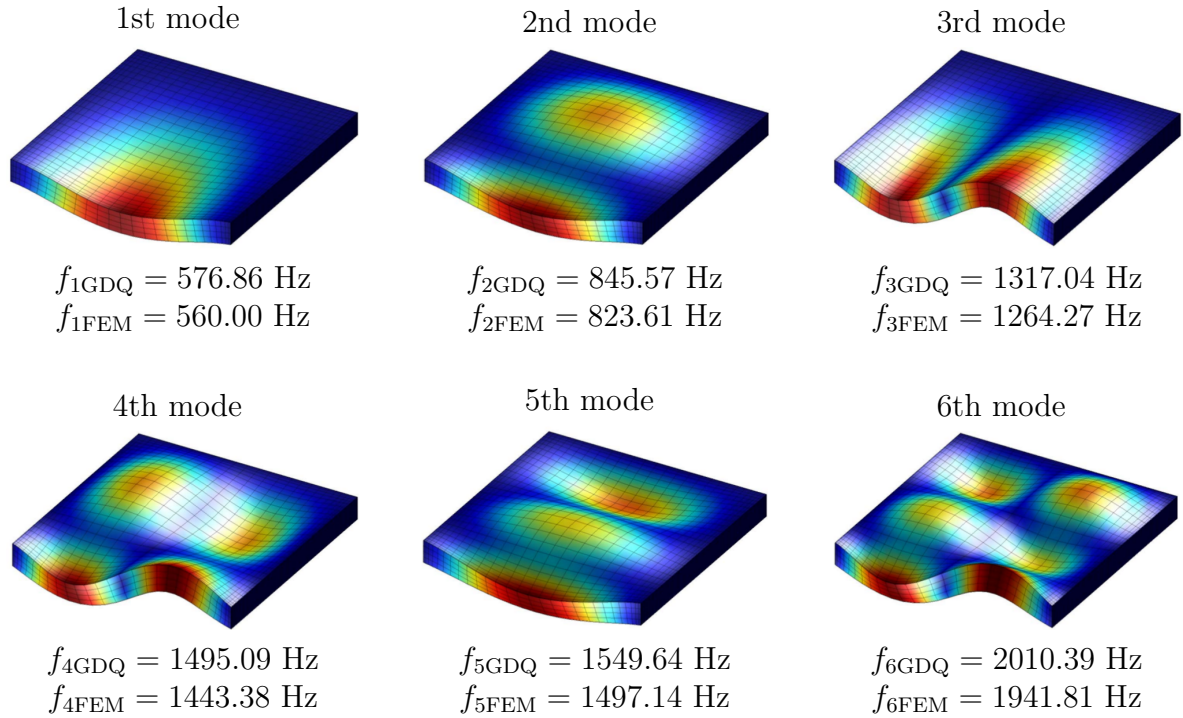 1st mode
2nd mode
3rd mode
f1GDQ = 576.86 Hz
f1FEM = 560.00 Hz
f2GDQ = 845.57 Hz
f2FEM = 823.61 Hz
f3GDQ = 1317.04 Hz
f3FEM = 1264.27 Hz
4th mode
5th mode
6th mode
f4GDQ = 1495.09 Hz
f4FEM = 1443.38 Hz
f5GDQ = 1549.64 Hz
f5FEM = 1497.14 Hz
f6GDQ = 2010.39 Hz
f6FEM = 1941.81 Hz